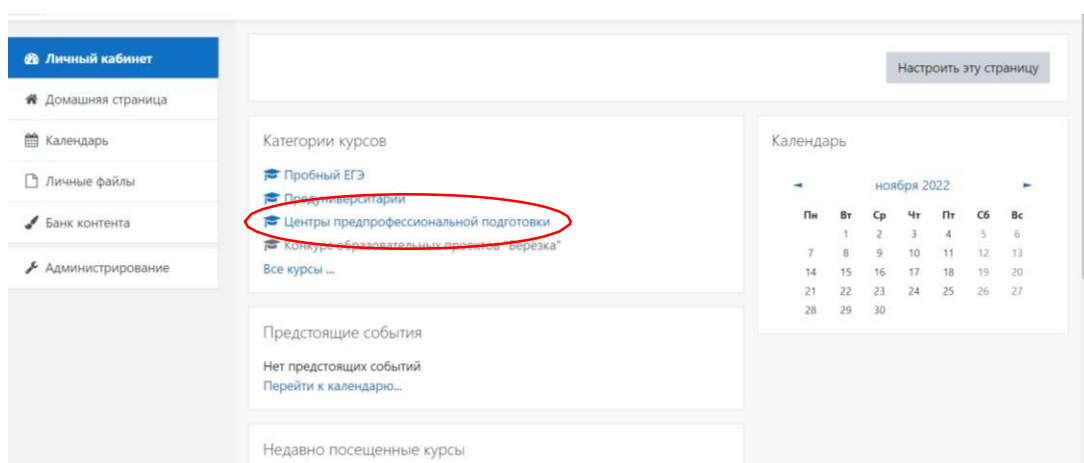 Личный кабинет
Домашняя страница
Календарь
Личные файлы
Банк контента
Администрирование
Настроить эту страницу
Категории курсов
Пробный ЕГЭ
Предуниверситарий
Центры предпрофессиональной подготовки
Конкурс образовательных проектов "Березка"
Все курсы ...
Предстоящие события
Нет предстоящих событий
Перейти к календарю...
Недавно посещенные курсы
Календарь
◄ ноября 2022 ►
Пн Вт Ср Чт Пт Сб Вс
1 2 3 4 5 6
7 8 9 10 11 12 13
14 15 16 17 18 19 20
21 22 23 24 25 26 27
28 29 30